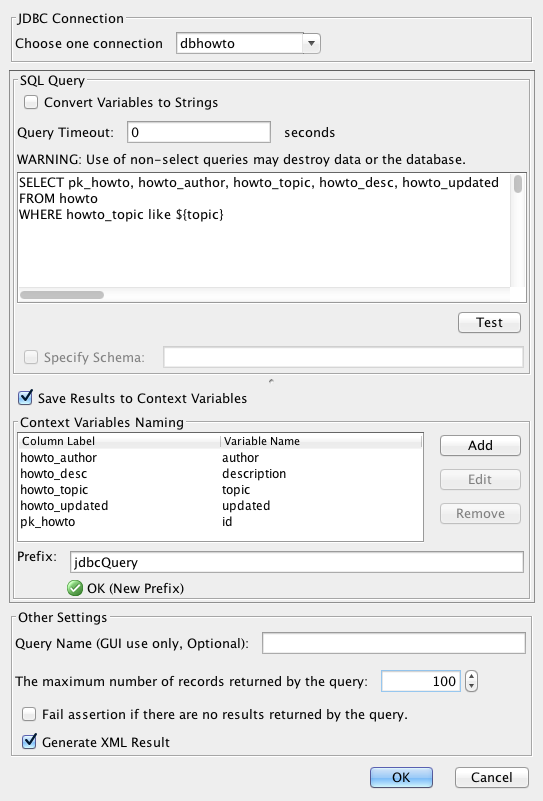 JDBC Connection
Choose one connection dbhowto
SQL Query
Convert Variables to Strings
Query Timeout: 0 seconds
WARNING: Use of non-select queries may destroy data or the database.
SELECT pk_howto, howto_author, howto_topic, howto_desc, howto_updated
FROM howto
WHERE howto_topic like ${topic}
Test
Specify Schema:
Save Results to Context Variables
Context Variables Naming
Column Label Variable Name
howto_author author
howto_desc description
howto_topic topic
howto_updated updated
pk_howto id
Add
Edit
Remove
Prefix: jdbcQuery
OK (New Prefix)
Other Settings
Query Name (GUI use only, Optional):
The maximum number of records returned by the query: 100
Fail assertion if there are no results returned by the query.
Generate XML Result
OK Cancel